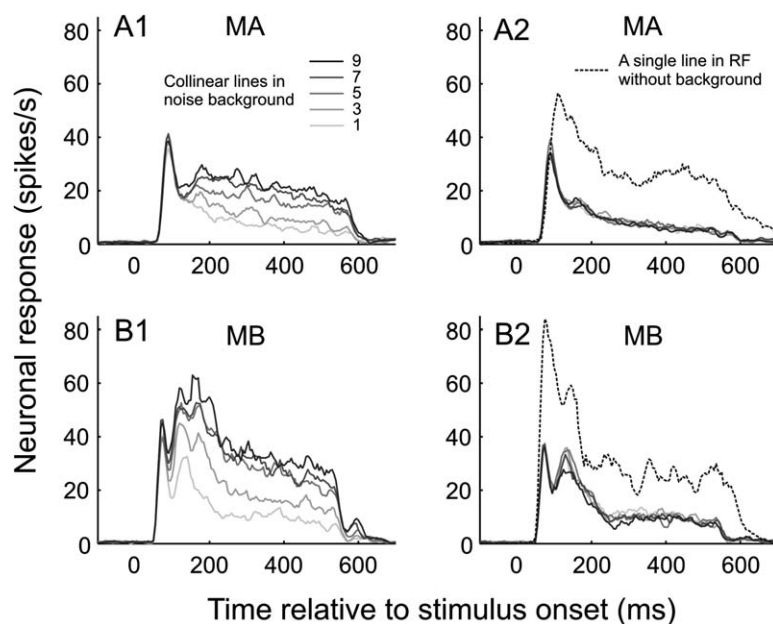 A1
MA
80
60
40
20
0
Collinear lines in
noise background
9
7
5
3
1
0
200
400
600
A2
MA
80
60
40
20
0
A single line in RF
without background
0
200
400
600
B1
MB
80
60
40
20
0
0
200
400
600
B2
MB
80
60
40
20
0
0
200
400
600
Neuronal response (spikes/s)
Time relative to stimulus onset (ms)